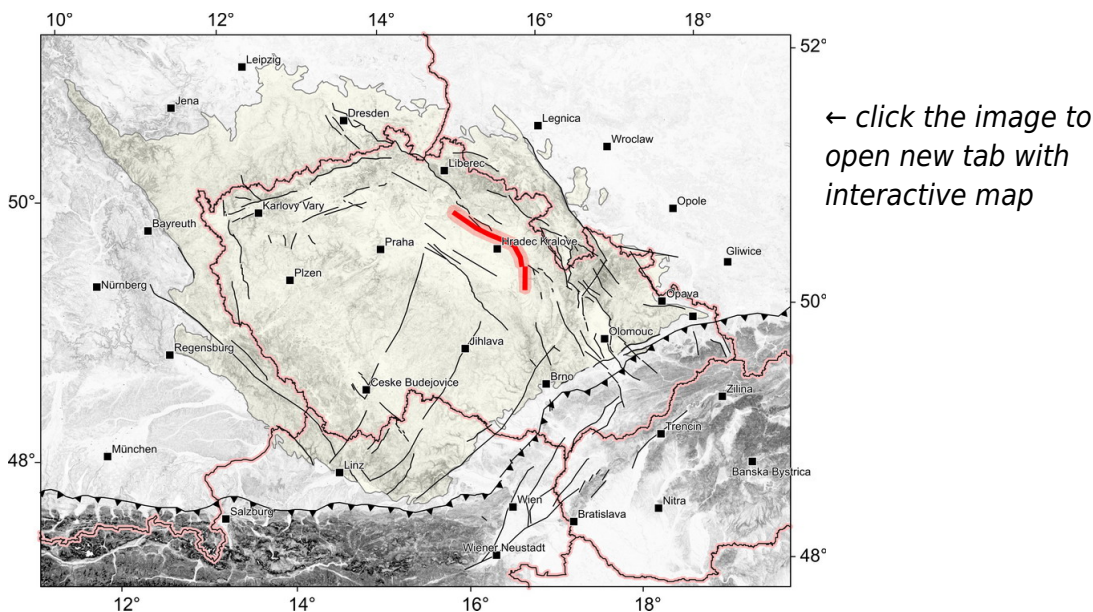 10° 12° 14° 16° 18°
52°
Leipzig
Jena
Dresden
Legnica
Wroclaw
Liberec
← click the image to
open new tab with
interactive map
50°
Karlovy Vary
Opole
Bayreuth
Praha
Hradec Kralove
Gliwice
Plzen
Nürnberg
Opava
50°
Olomouc
Regensburg
Jihlava
Ceske Budejovice
Brno
Zilina
Trencin
München
48°
Linz
Banska Bystrica
Wien
Nitra
Salzburg
Bratislava
Wiener Neustadt
48°
12° 14° 16° 18°